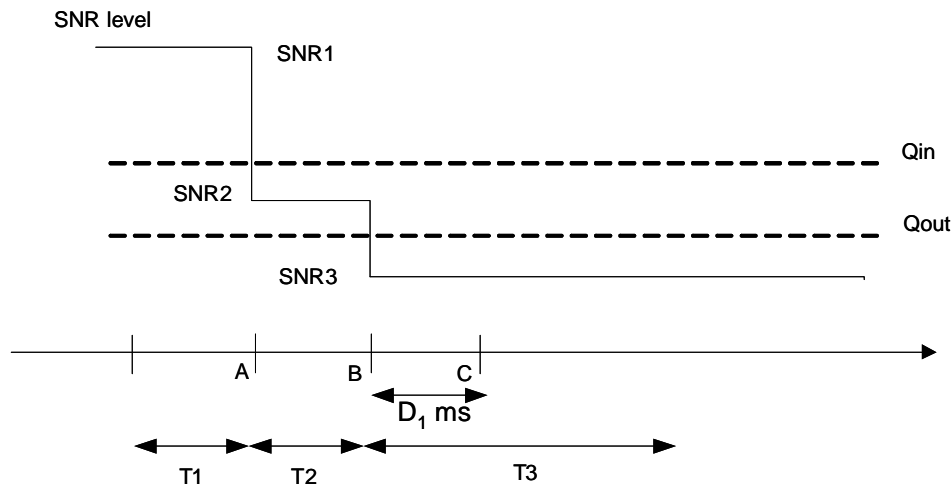 SNR level
SNR1
Qin
SNR2
Qout
SNR3
A
B
C
D₁ ms
T1
T2
T3